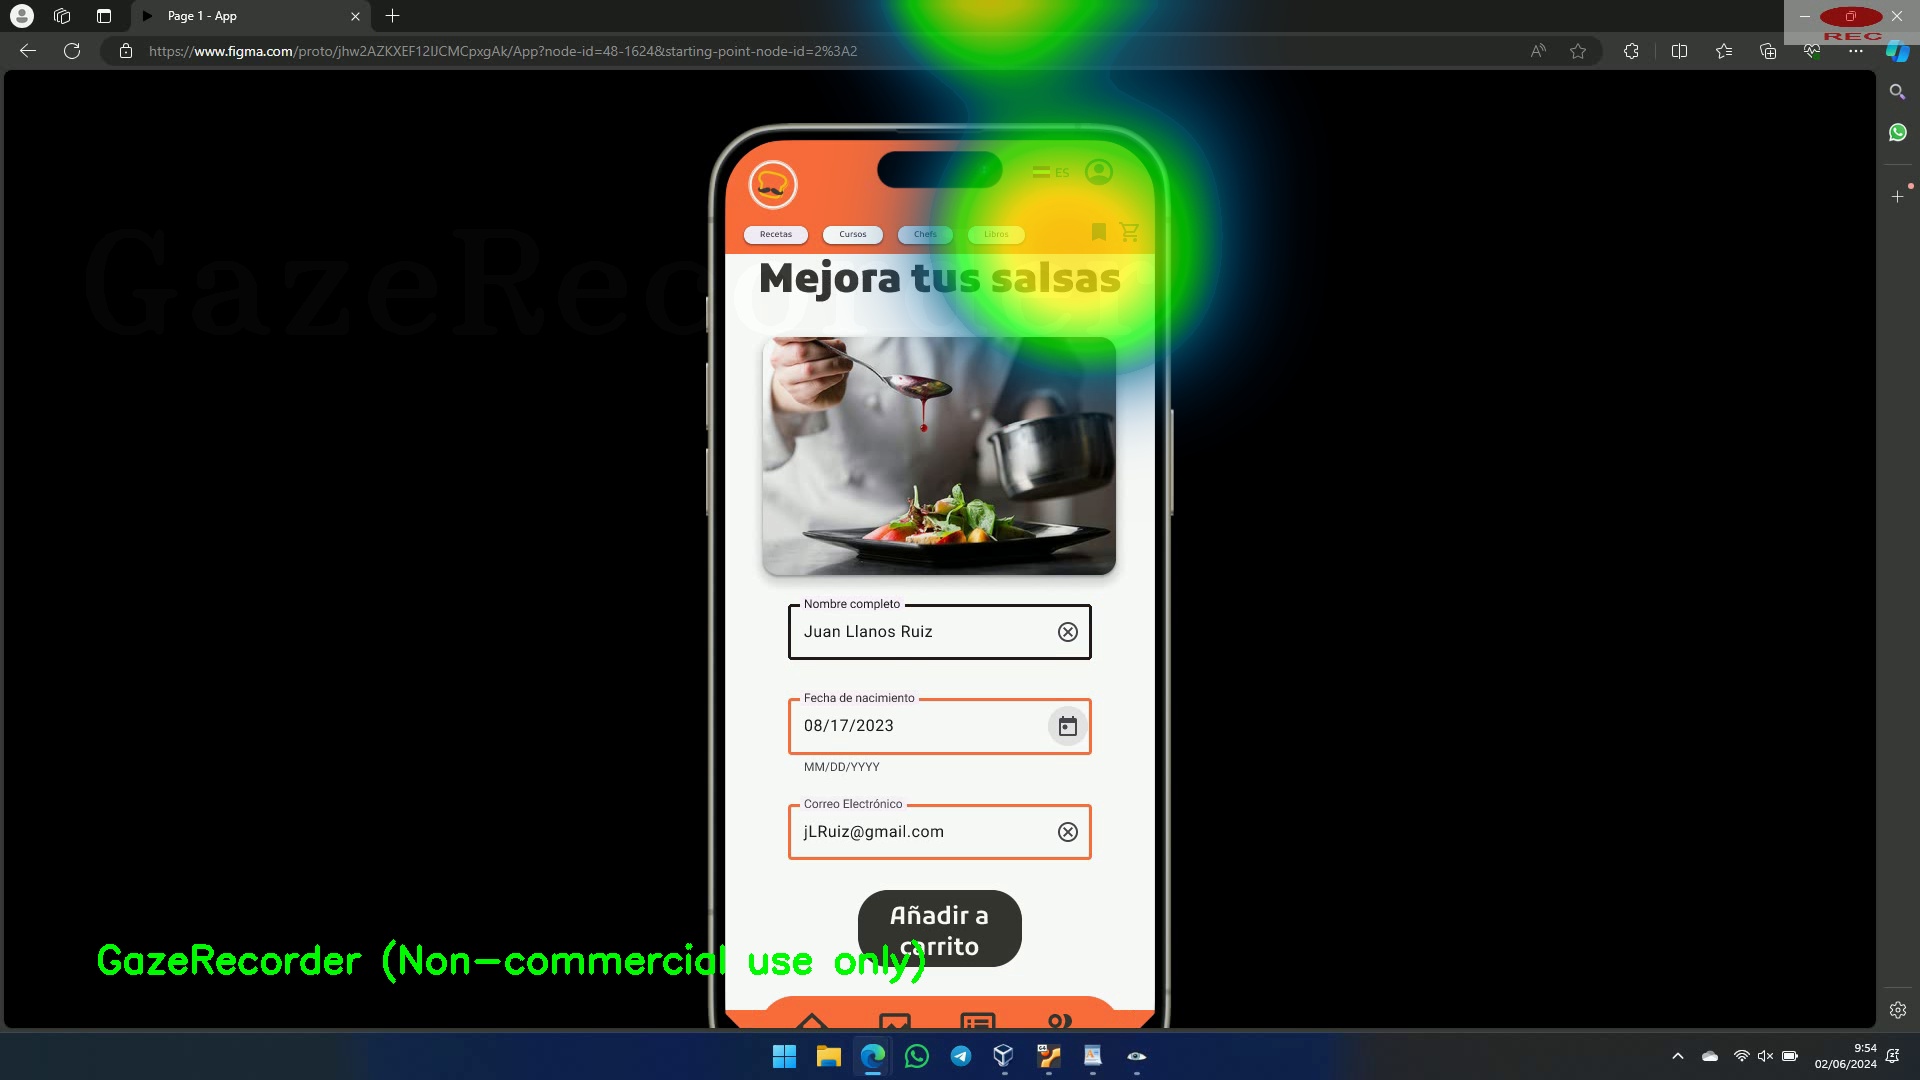 Page 1 - App
https://www.figma.com/proto/jhw2AZKXEF12IJCMCpxgAk/App?node-id=48-1624&starting-point-node-id=2%3A2
REC
ES
Recetas
Cursos
Chefs
Libros
GazeRecorder
Mejora tus salsas
Nombre completo
Juan Llanos Ruiz
Fecha de nacimiento
08/17/2023
MM/DD/YYYY
Correo Electrónico
jLRuiz@gmail.com
Añadir a
carrito
GazeRecorder (Non-commercial use only)
9:54
02/06/2024